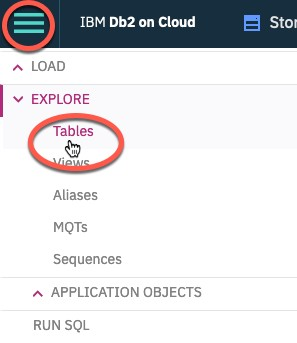 IBM Db2 on Cloud Stor
LOAD
EXPLORE
Tables
Views
Aliases
MQTs
Sequences
APPLICATION OBJECTS
RUN SQL